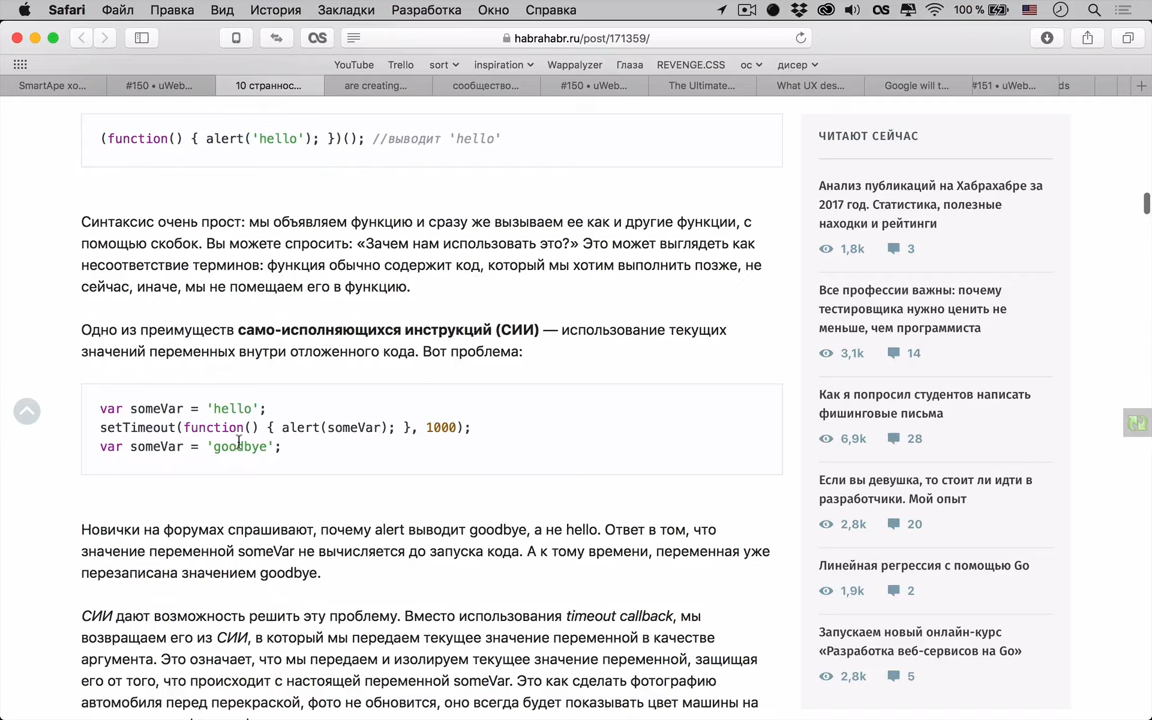 Safari Файл Правка Вид История Закладки Разработка Окно Справка 100 %
habrahabr.ru/post/171359/
YouTube Trello sort inspiration Wappalyzer Глаза REVENGE.CSS ос дисер
SmartApe хо... #150 • uWeb... 10 страннос... are creating... сообщество... #150 • uWeb... The Ultimate... What UX des... Google will t... #151 • uWeb... ds
(function() { alert('hello'); })(); //выводит 'hello'
Синтаксис очень прост: мы объявляем функцию и сразу же вызываем ее как и другие функции, с
помощью скобок. Вы можете спросить: «Зачем нам использовать это?» Это может выглядеть как
несоответствие терминов: функция обычно содержит код, который мы хотим выполнить позже, не
сейчас, иначе, мы не помещаем его в функцию.
Одно из преимуществ само-исполняющихся инструкций (СИИ) — использование текущих
значений переменных внутри отложенного кода. Вот проблема:
var someVar = 'hello';
setTimeout(function() { alert(someVar); }, 1000);
var someVar = 'goodbye';
Новички на форумах спрашивают, почему alert выводит goodbye, а не hello. Ответ в том, что
значение переменной someVar не вычисляется до запуска кода. А к тому времени, переменная уже
перезаписана значением goodbye.
СИИ дают возможность решить эту проблему. Вместо использования timeout callback, мы
возвращаем его из СИИ, в который мы передаем текущее значение переменной в качестве
аргумента. Это означает, что мы передаем и изолируем текущее значение переменной, защищая
его от того, что происходит с настоящей переменной someVar. Это как сделать фотографию
автомобиля перед перекраской, фото не обновится, оно всегда будет показывать цвет машины на
ЧИТАЮТ СЕЙЧАС
Анализ публикаций на Хабрахабре за
2017 год. Статистика, полезные
находки и рейтинги
1,8k 3
Все профессии важны: почему
тестировщика нужно ценить не
меньше, чем программиста
3,1k 14
Как я попросил студентов написать
фишинговые письма
6,9k 28
Если вы девушка, то стоит ли идти в
разработчики. Мой опыт
2,8k 20
Линейная регрессия с помощью Go
1,9k 2
Запускаем новый онлайн-курс
«Разработка веб-сервисов на Go»
2,8k 5